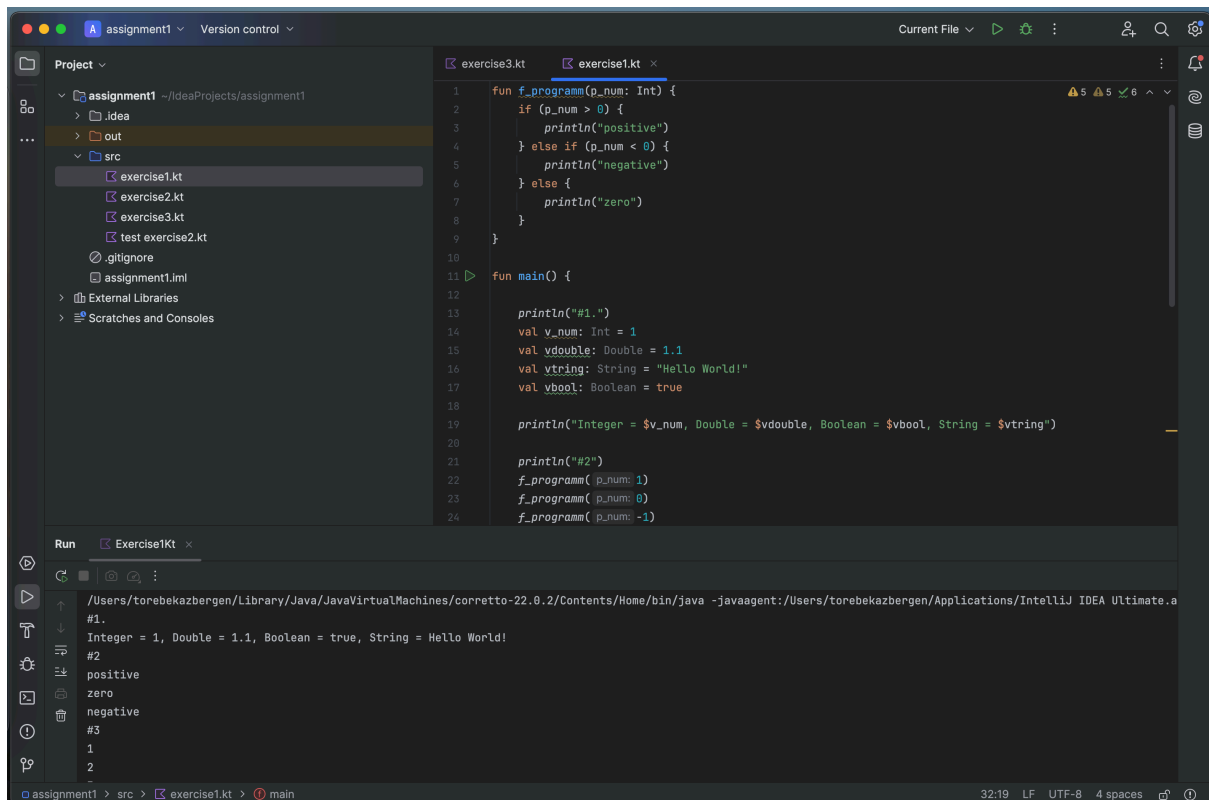 A assignment1 Version control Current File
Project
assignment1 ~/IdeaProjects/assignment1
.idea
out
src
exercise1.kt
exercise2.kt
exercise3.kt
test exercise2.kt
.gitignore
assignment1.iml
External Libraries
Scratches and Consoles
exercise3.kt exercise1.kt
5 5 6
1 fun f_programm(p_num: Int) {
2 if (p_num > 0) {
3 println("positive")
4 } else if (p_num < 0) {
5 println("negative")
6 } else {
7 println("zero")
8 }
9 }
10
11 fun main() {
12
13 println("#1.")
14 val v_num: Int = 1
15 val vdouble: Double = 1.1
16 val vtring: String = "Hello World!"
17 val vbool: Boolean = true
18
19 println("Integer = $v_num, Double = $vdouble, Boolean = $vbool, String = $vtring")
20
21 println("#2")
22 f_programm( p_num: 1)
23 f_programm( p_num: 0)
24 f_programm( p_num: -1)
Run Exercise1Kt
/Users/torebekazbergen/Library/Java/JavaVirtualMachines/corretto-22.0.2/Contents/Home/bin/java -javaagent:/Users/torebekazbergen/Applications/IntelliJ IDEA Ultimate.a
#1.
Integer = 1, Double = 1.1, Boolean = true, String = Hello World!
#2
positive
zero
negative
#3
1
2
assignment1 > src > exercise1.kt > main 32:19 LF UTF-8 4 spaces